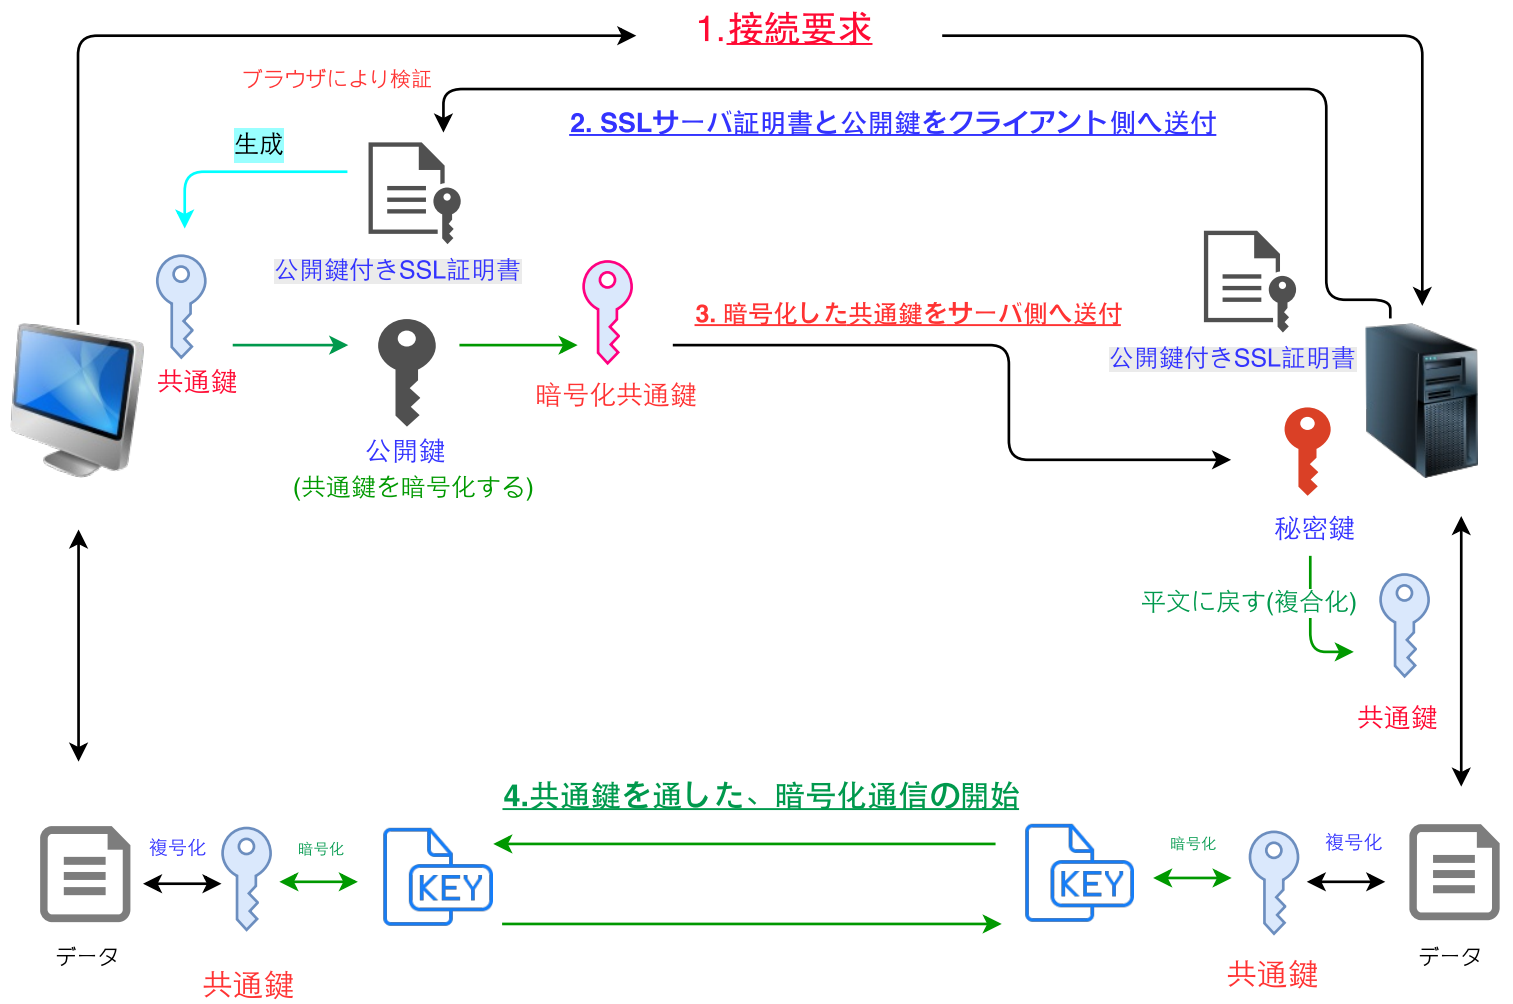 1.接続要求
ブラウザにより検証
2. SSLサーバ証明書と公開鍵をクライアント側へ送付
生成
公開鍵付きSSL証明書
3. 暗号化した共通鍵をサーバ側へ送付
公開鍵付きSSL証明書
共通鍵
暗号化共通鍵
公開鍵
(共通鍵を暗号化する)
秘密鍵
平文に戻す(複合化)
共通鍵
4.共通鍵を通した、暗号化通信の開始
複号化
暗号化
KEY
KEY
暗号化
複号化
データ
共通鍵
共通鍵
データ